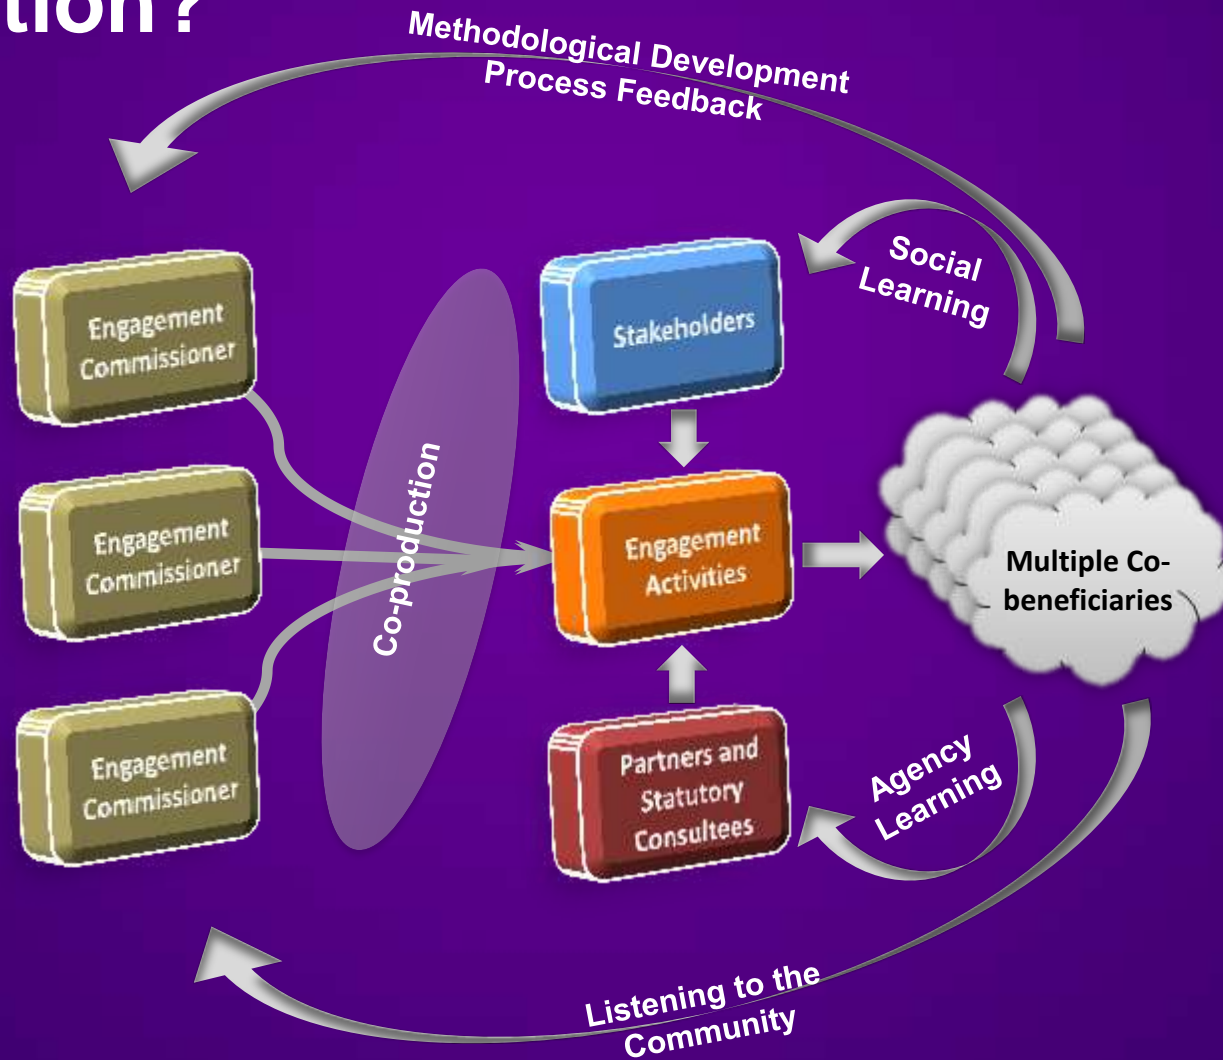 tion?
Methodological Development
Process Feedback
Social
Learning
Engagement
Commissioner
Stakeholders
Co-production
Engagement
Commissioner
Engagement
Activities
Multiple Co-
beneficiaries
Engagement
Commissioner
Partners and
Statutory
Consultees
Agency
Learning
Listening to the
Community